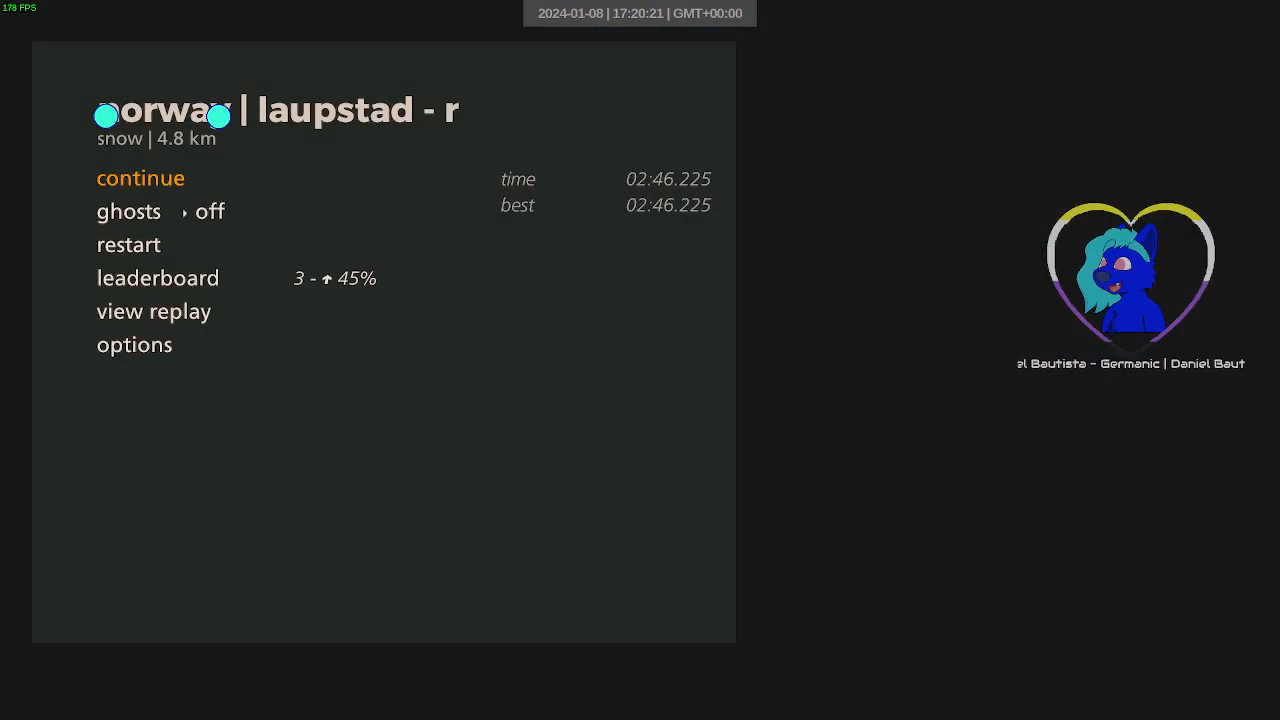 178 FPS
2024-01-08 | 17:20:21 | GMT+00:00
norway | laupstad - r
snow | 4.8 km
continue
time 02:46.225
ghosts ‣ off
best 02:46.225
restart
leaderboard 3 - ↑ 45%
view replay
options
el Bautista - Germanic | Daniel Baut